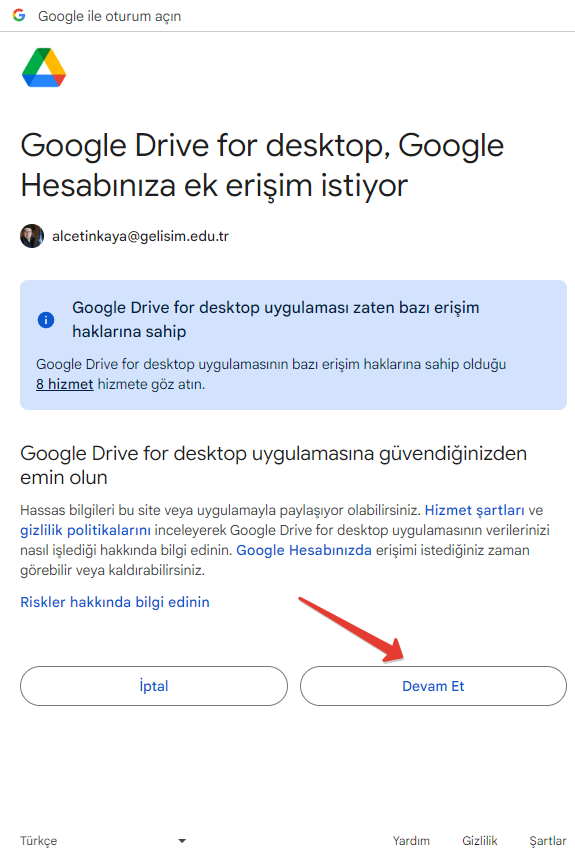 Google ile oturum açın
Google Drive for desktop, Google
Hesabınıza ek erişim istiyor
alcetinkaya@gelisim.edu.tr
Google Drive for desktop uygulaması zaten bazı erişim
haklarına sahip
Google Drive for desktop uygulamasının bazı erişim haklarına sahip olduğu
8 hizmet hizmete göz atın.
Google Drive for desktop uygulamasına güvendiğinizden
emin olun
Hassas bilgileri bu site veya uygulamayla paylaşıyor olabilirsiniz. Hizmet şartları ve
gizlilik politikalarını inceleyerek Google Drive for desktop uygulamasının verilerinizi
nasıl işlediği hakkında bilgi edinin. Google Hesabınızda erişimi istediğiniz zaman
görebilir veya kaldırabilirsiniz.
Riskler hakkında bilgi edinin
İptal
Devam Et
Türkçe
Yardım
Gizlilik
Şartlar